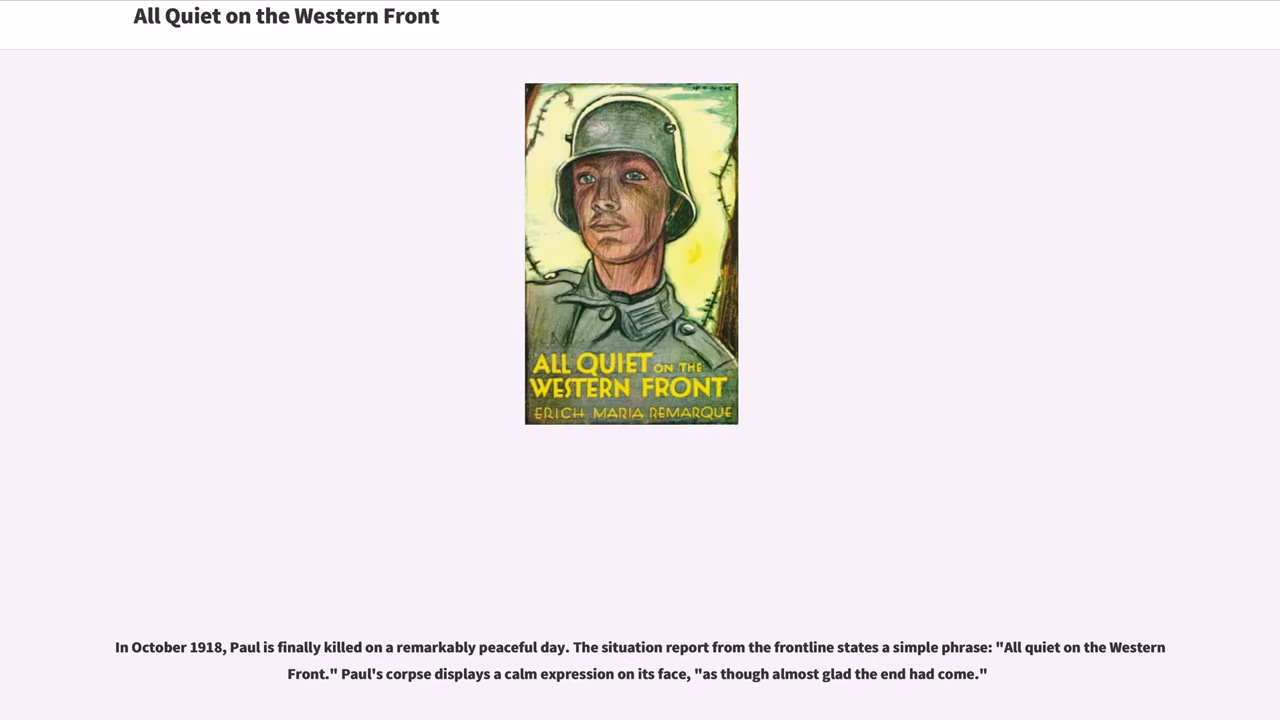 All Quiet on the Western Front
ALL QUIET ON THE
WESTERN FRONT
ERICH MARIA REMARQUE
In October 1918, Paul is finally killed on a remarkably peaceful day. The situation report from the frontline states a simple phrase: "All quiet on the Western
Front." Paul's corpse displays a calm expression on its face, "as though almost glad the end had come."